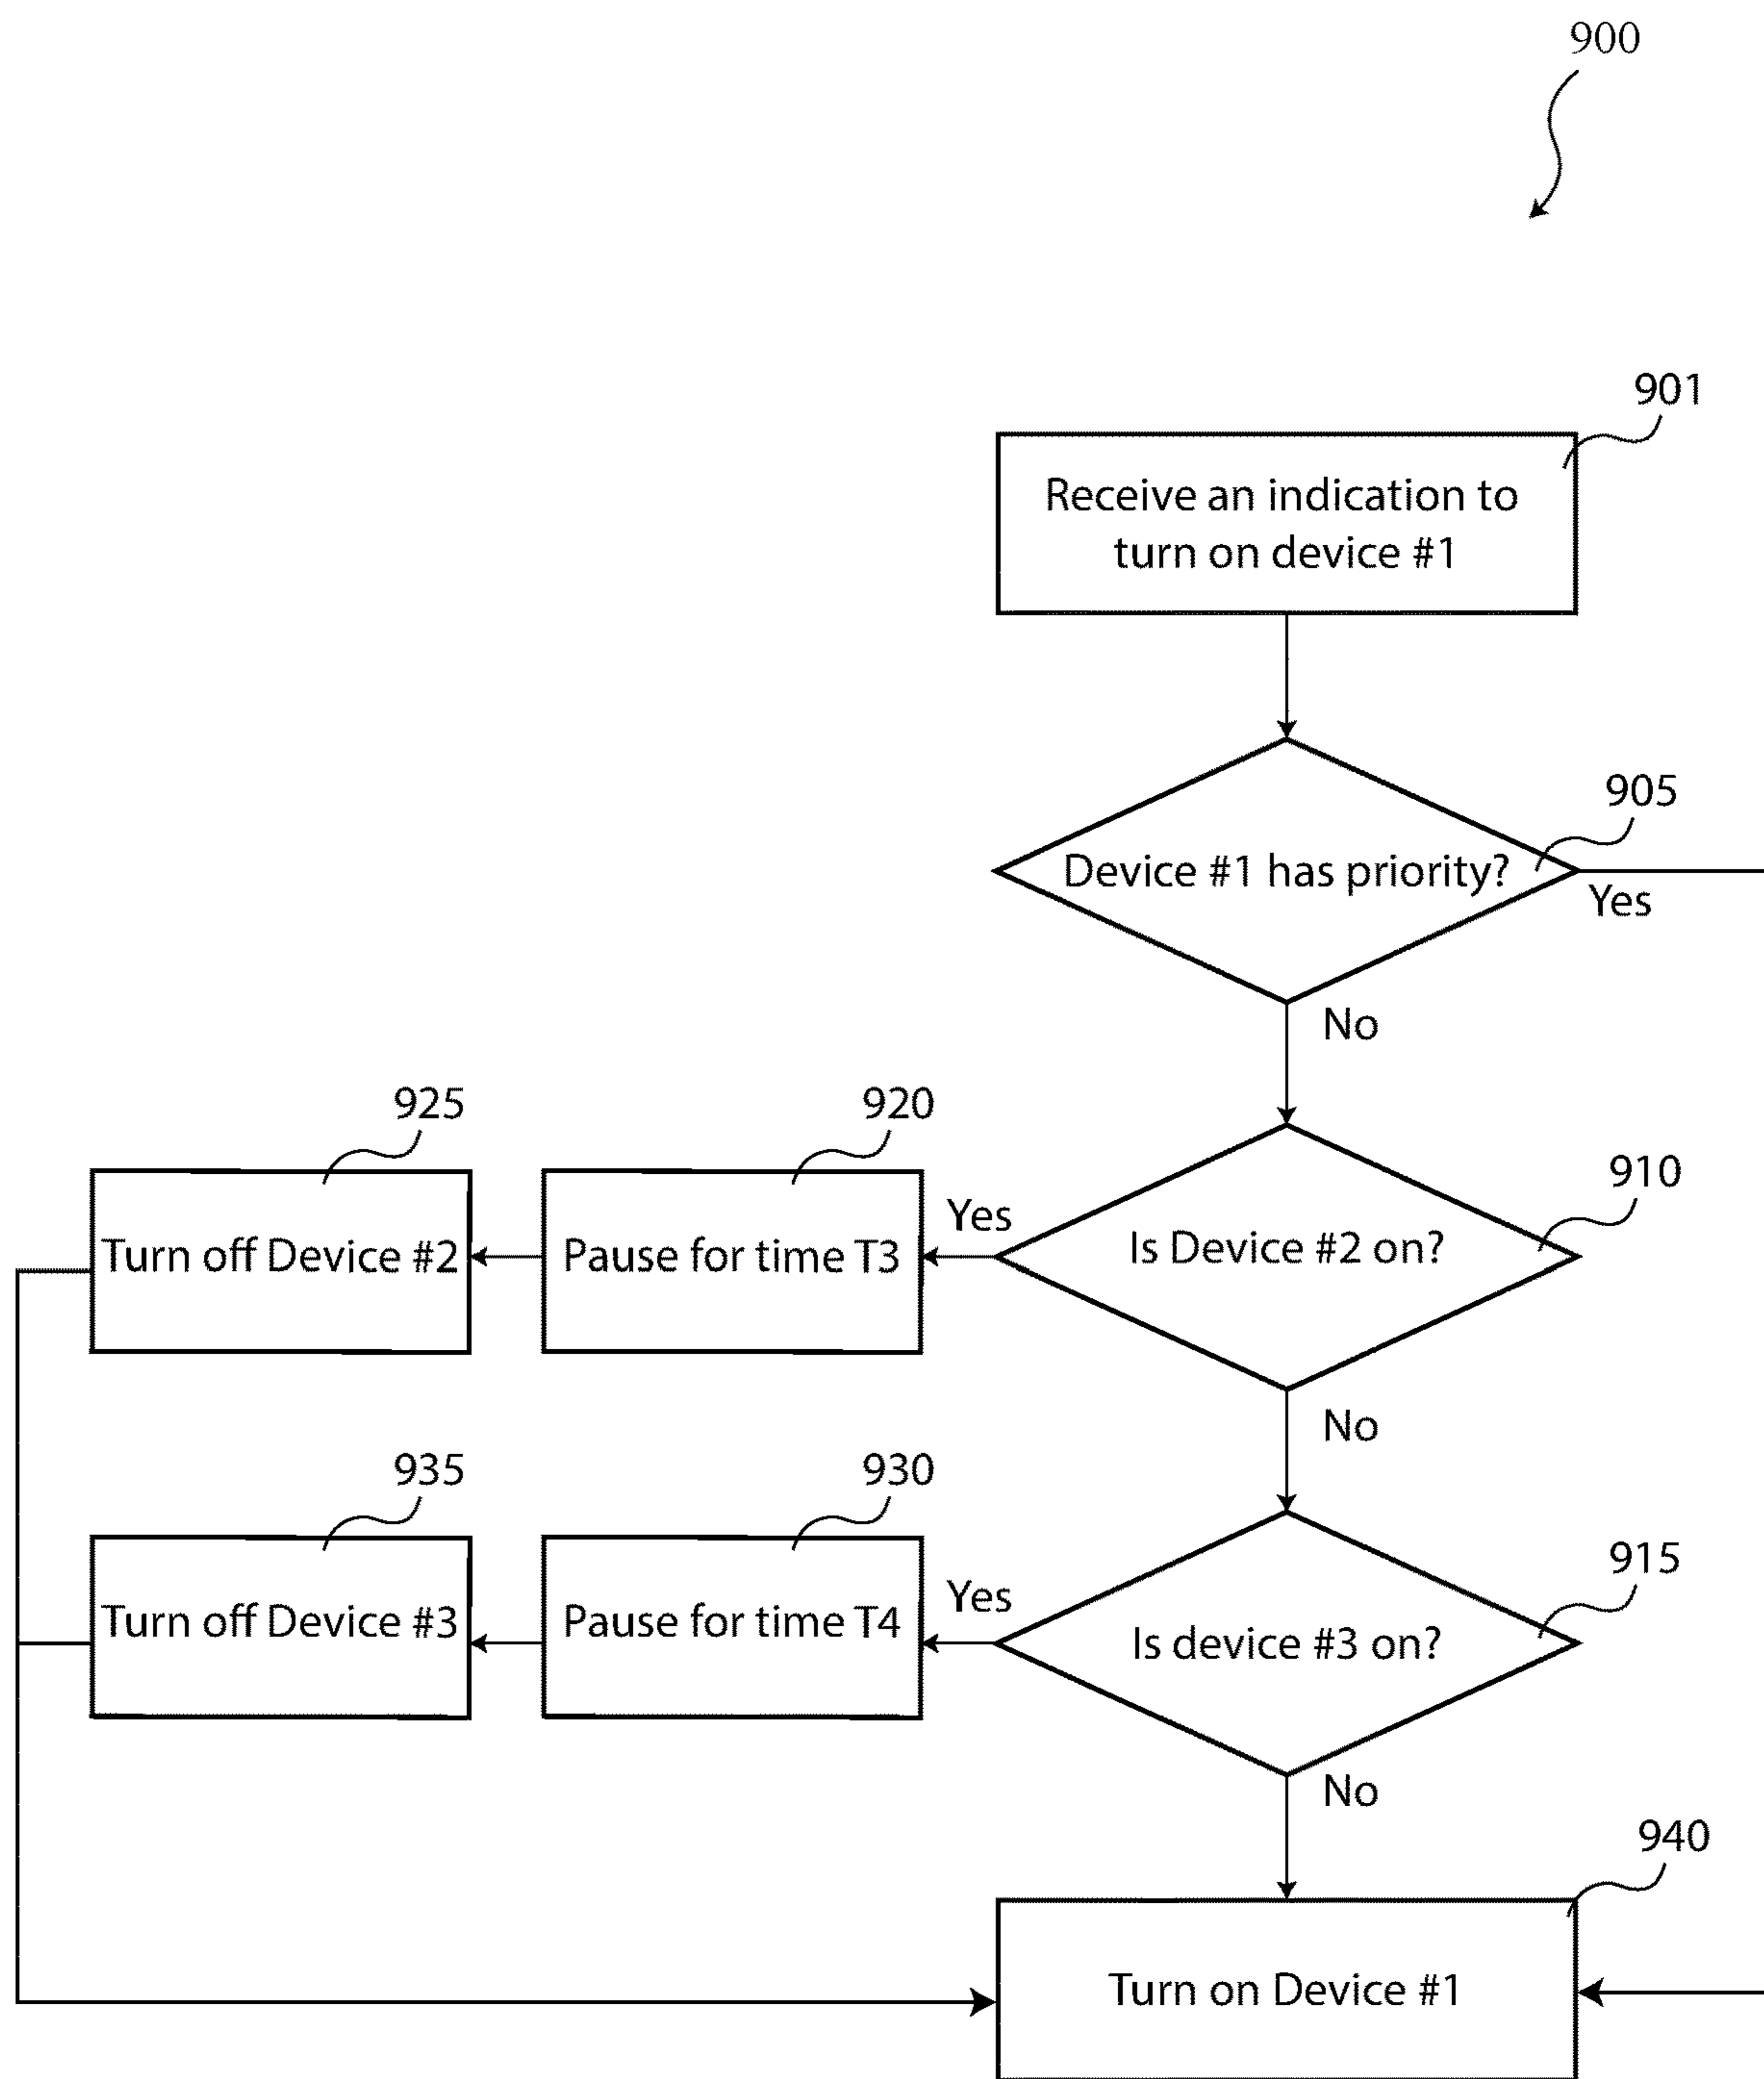 900
901
Receive an indication to
turn on device #1
905
Device #1 has priority?
Yes
No
925
920
910
Turn off Device #2
Pause for time T3
Yes
Is Device #2 on?
No
935
930
915
Turn off Device #3
Pause for time T4
Yes
Is device #3 on?
No
940
Turn on Device #1